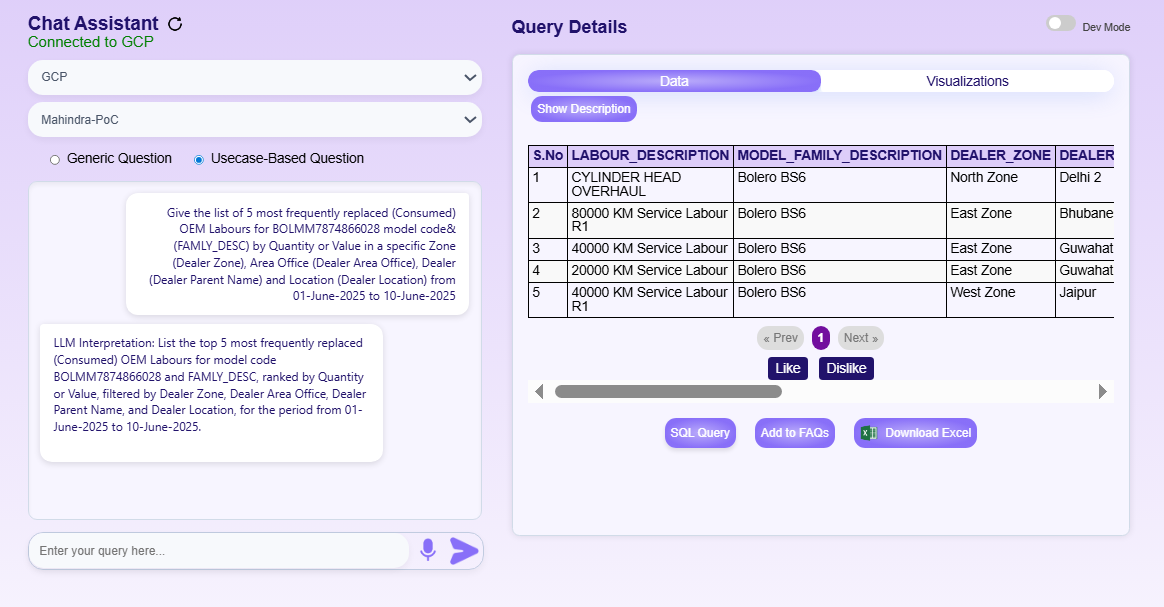 Chat Assistant
Connected to GCP
GCP
Mahindra-PoC
Generic Question
Usecase-Based Question
Give the list of 5 most frequently replaced (Consumed)
OEM Labours for BOLMM7874866028 model code&
(FAMLY_DESC) by Quantity or Value in a specific Zone
(Dealer Zone), Area Office (Dealer Area Office), Dealer
(Dealer Parent Name) and Location (Dealer Location) from
01-June-2025 to 10-June-2025
LLM Interpretation: List the top 5 most frequently replaced
(Consumed) OEM Labours for model code
BOLMM7874866028 and FAMLY_DESC, ranked by Quantity
or Value, filtered by Dealer Zone, Dealer Area Office, Dealer
Parent Name, and Dealer Location, for the period from 01-
June-2025 to 10-June-2025.
Enter your query here...
Query Details
Dev Mode
Data
Visualizations
Show Description
S.No LABOUR_DESCRIPTION MODEL_FAMILY_DESCRIPTION DEALER_ZONE DEALER
1 CYLINDER HEAD OVERHAUL Bolero BS6 North Zone Delhi 2
2 80000 KM Service Labour R1 Bolero BS6 East Zone Bhubane
3 40000 KM Service Labour Bolero BS6 East Zone Guwahat
4 20000 KM Service Labour Bolero BS6 East Zone Guwahat
5 40000 KM Service Labour R1 Bolero BS6 West Zone Jaipur
« Prev 1 Next »
Like Dislike
SQL Query Add to FAQs Download Excel